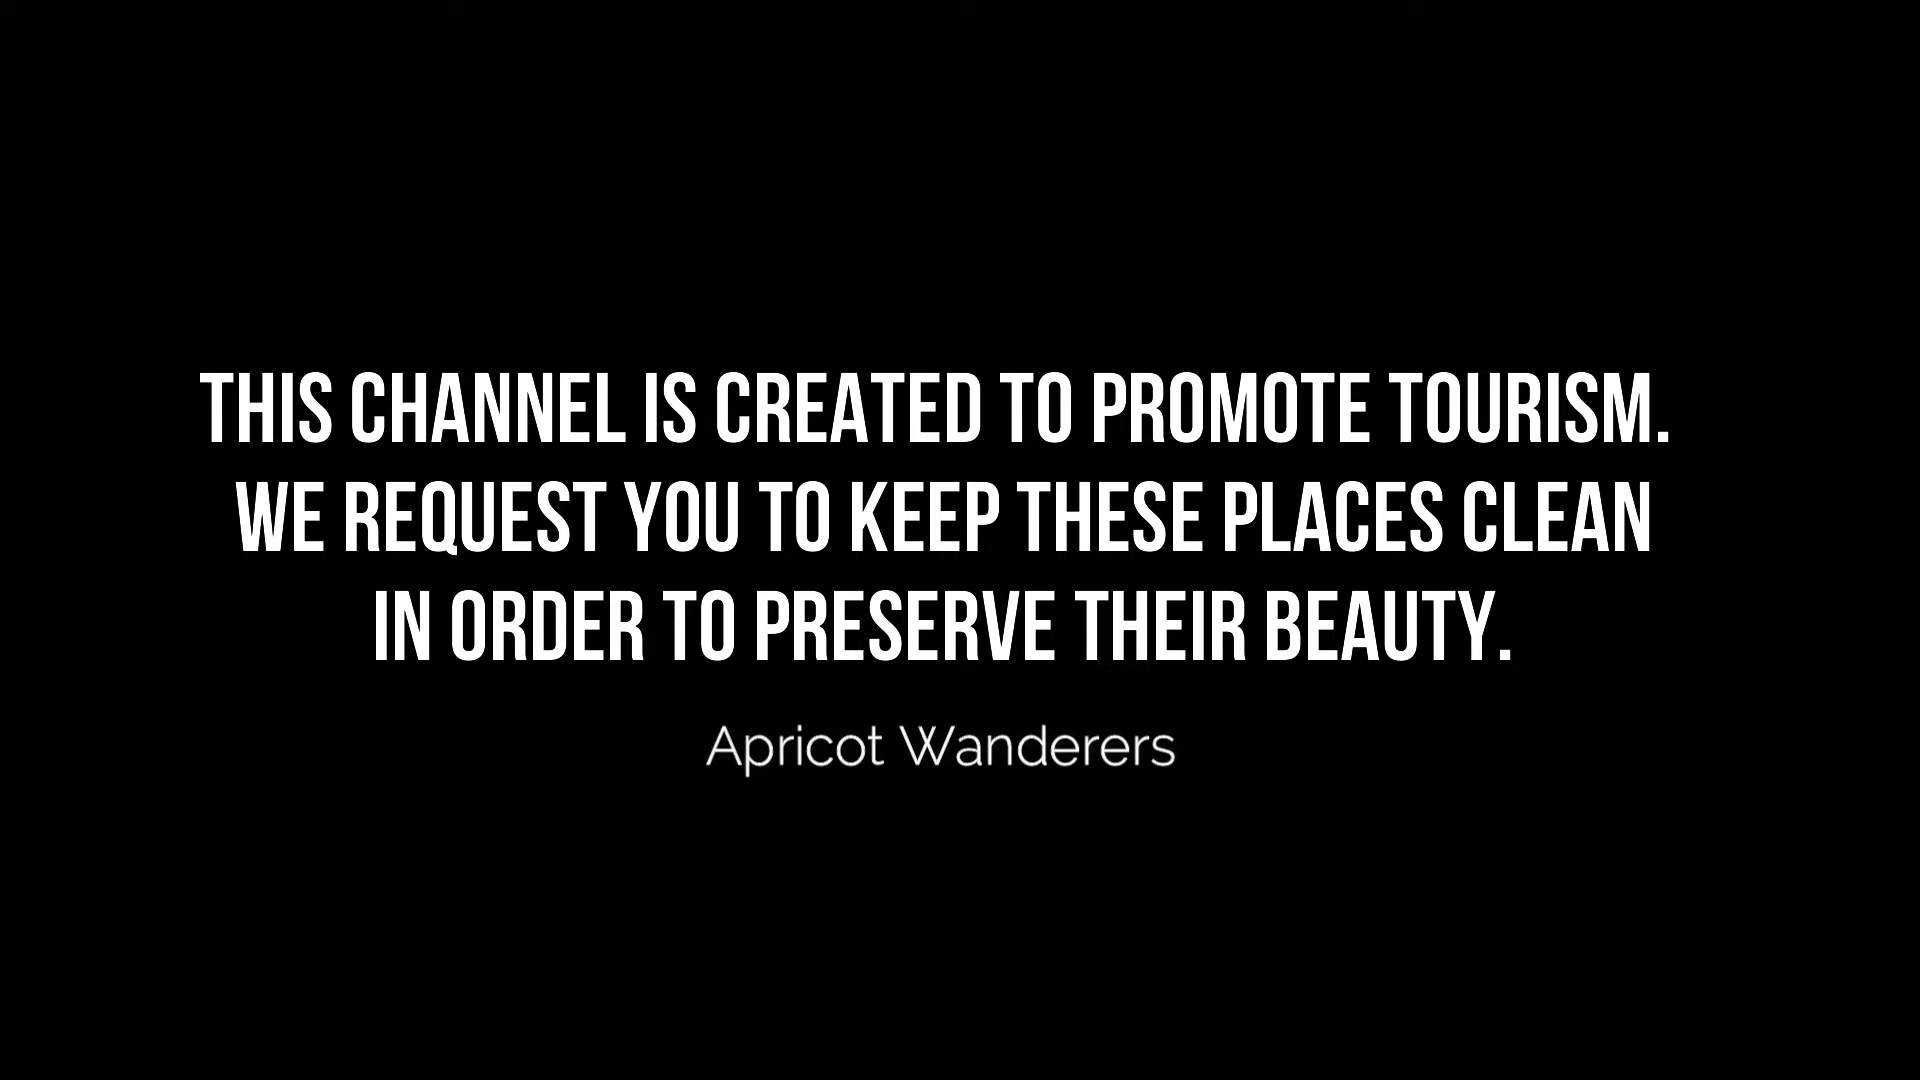 THIS CHANNEL IS CREATED TO PROMOTE TOURISM.
WE REQUEST YOU TO KEEP THESE PLACES CLEAN
IN ORDER TO PRESERVE THEIR BEAUTY.
Apricot Wanderers